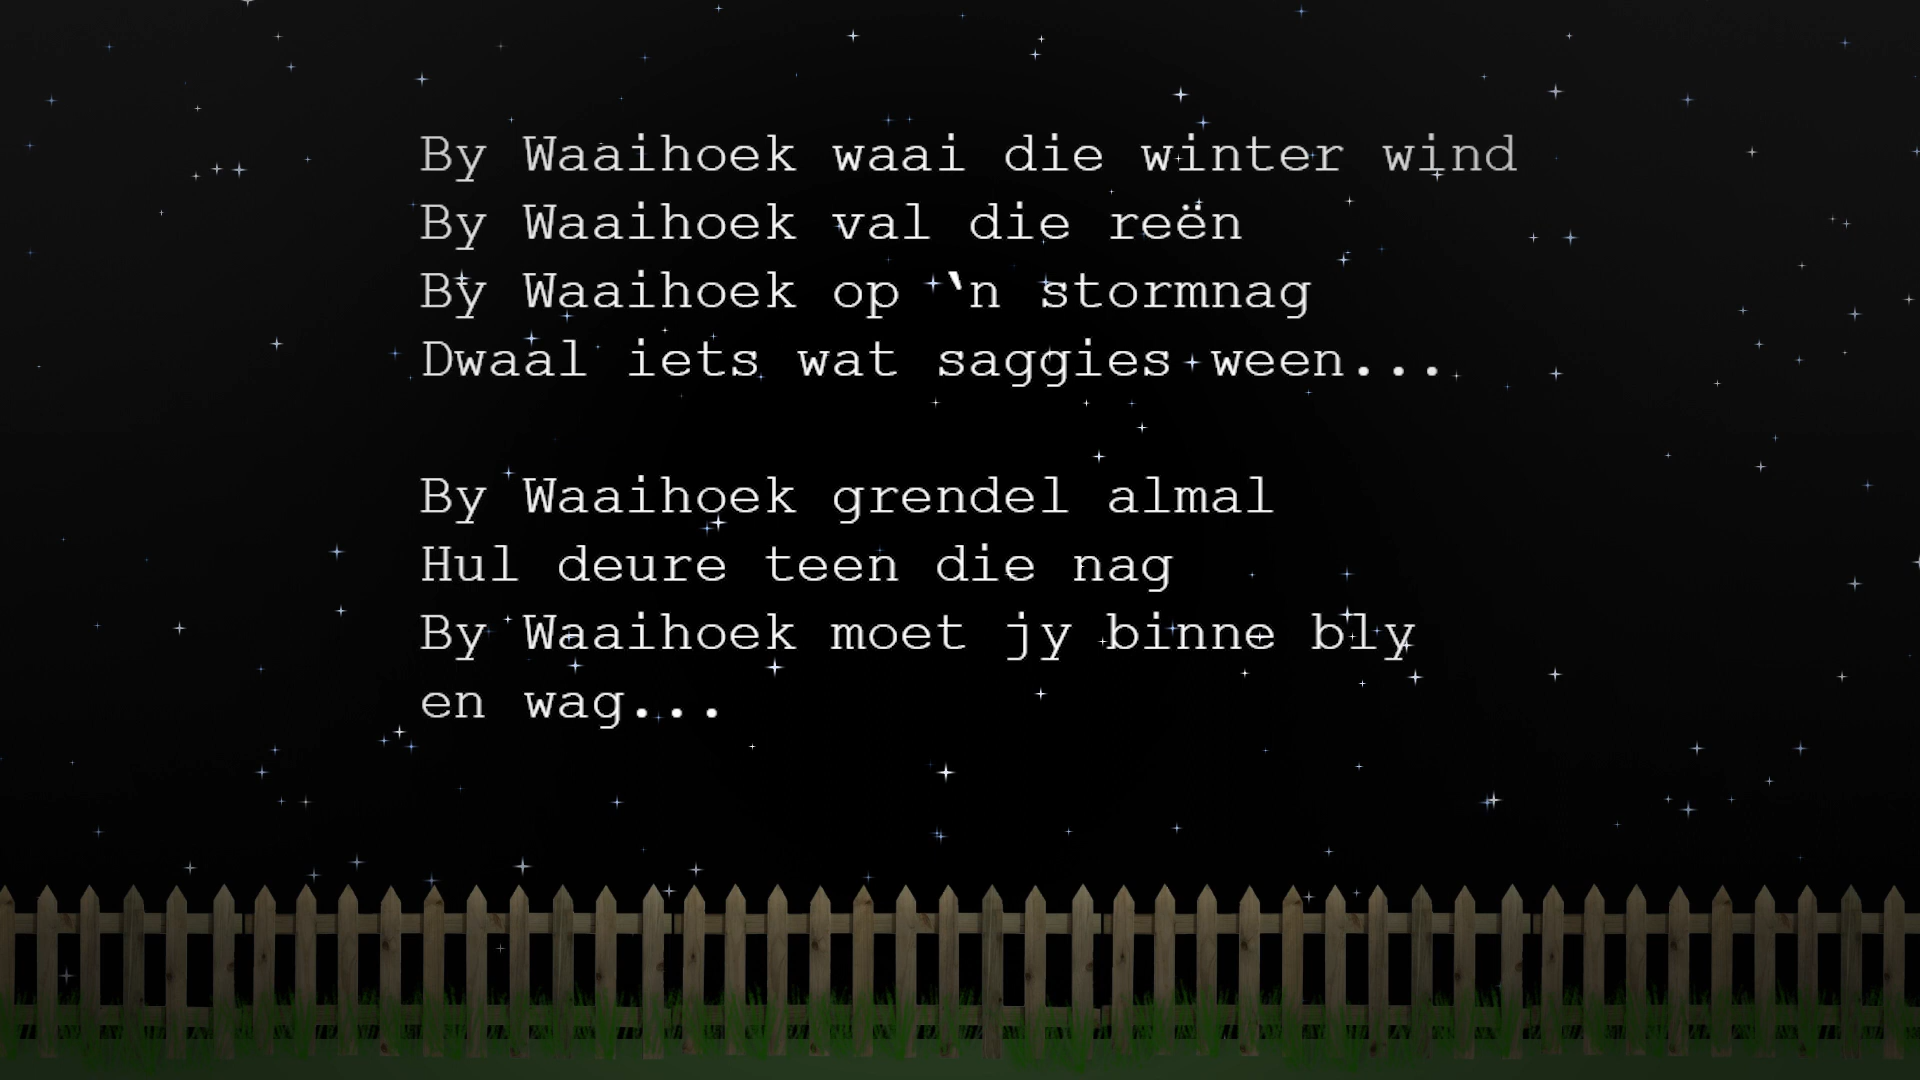 By Waaihoek waai die winter wind
By Waaihoek val die reën
By Waaihoek op ‛n stormnag
Dwaal iets wat saggies ween...
By Waaihoek grendel almal
Hul deure teen die nag
By Waaihoek moet jy binne bly
en wag...